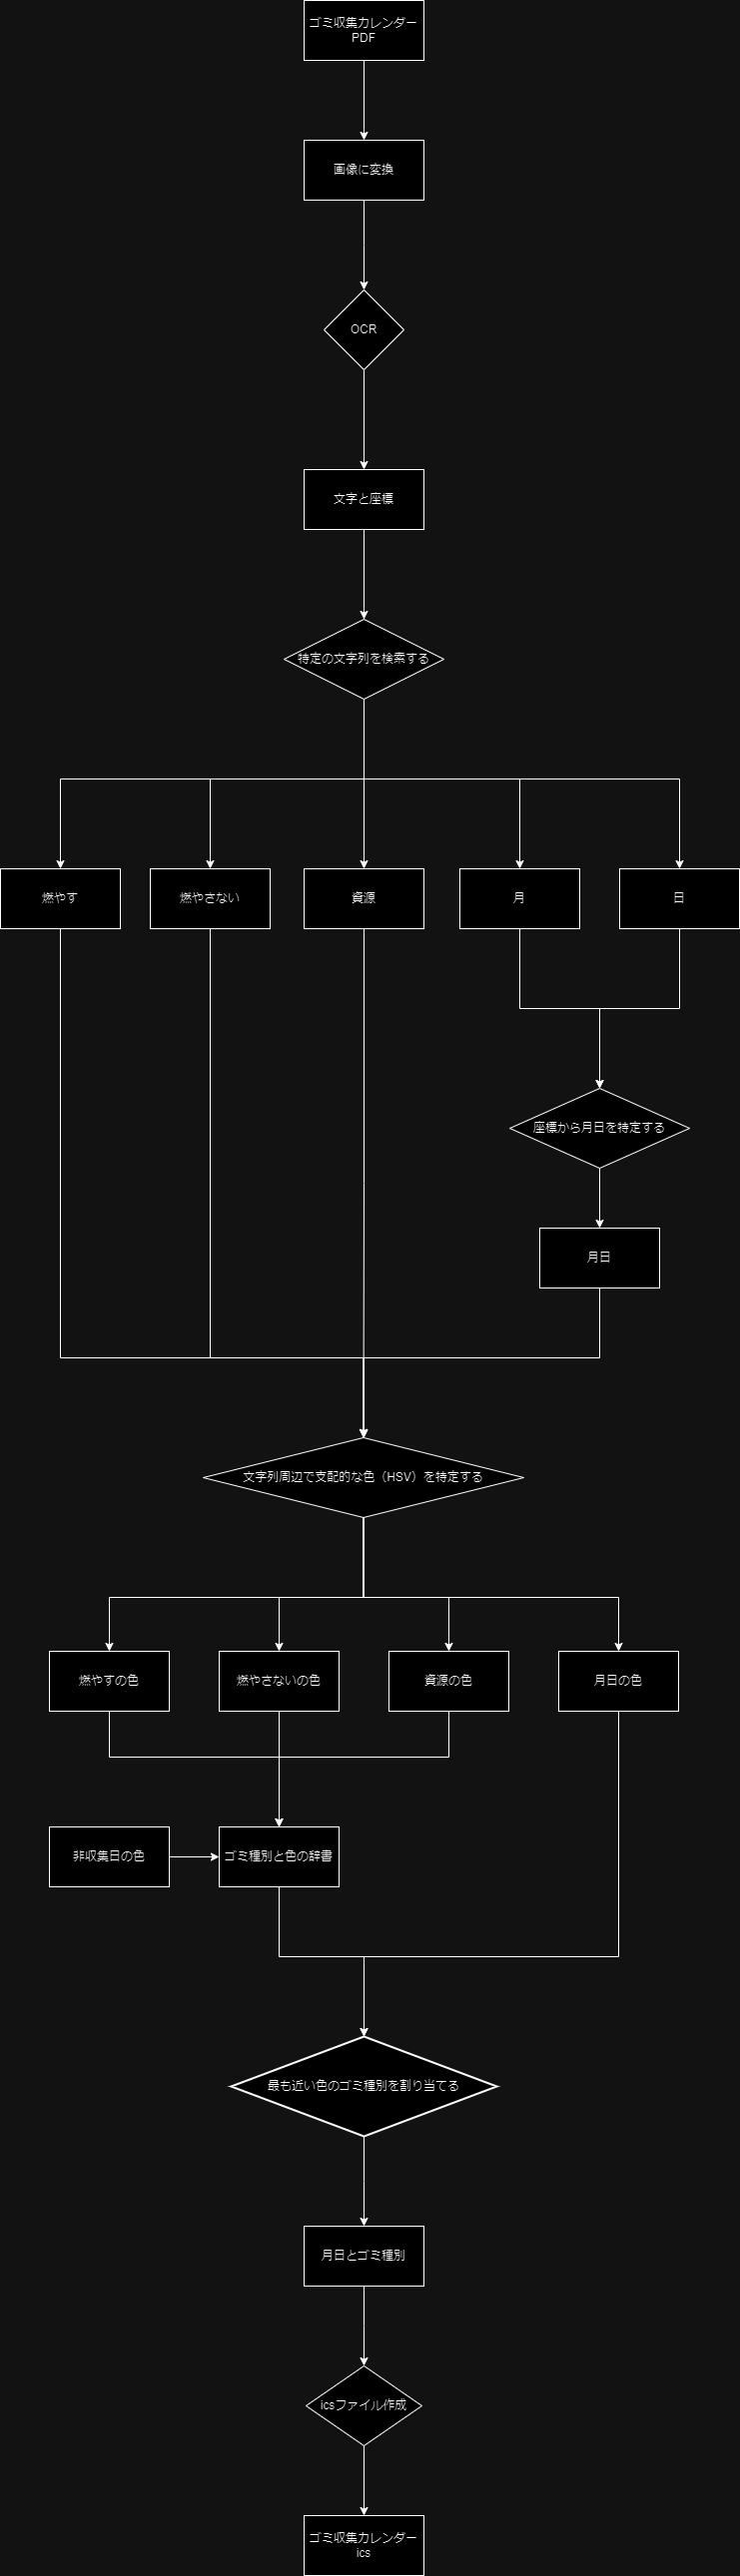 ゴミ収集カレンダー
PDF
画像に変換
OCR
文字と座標
特定の文字列を検索する
燃やす
燃やさない
資源
月
日
座標から月日を特定する
月日
文字列周辺で支配的な色（HSV）を特定する
燃やすの色
燃やさないの色
資源の色
月日の色
非収集日の色
ゴミ種別と色の辞書
最も近い色のゴミ種別を割り当てる
月日とゴミ種別
icsファイル作成
ゴミ収集カレンダー
ics